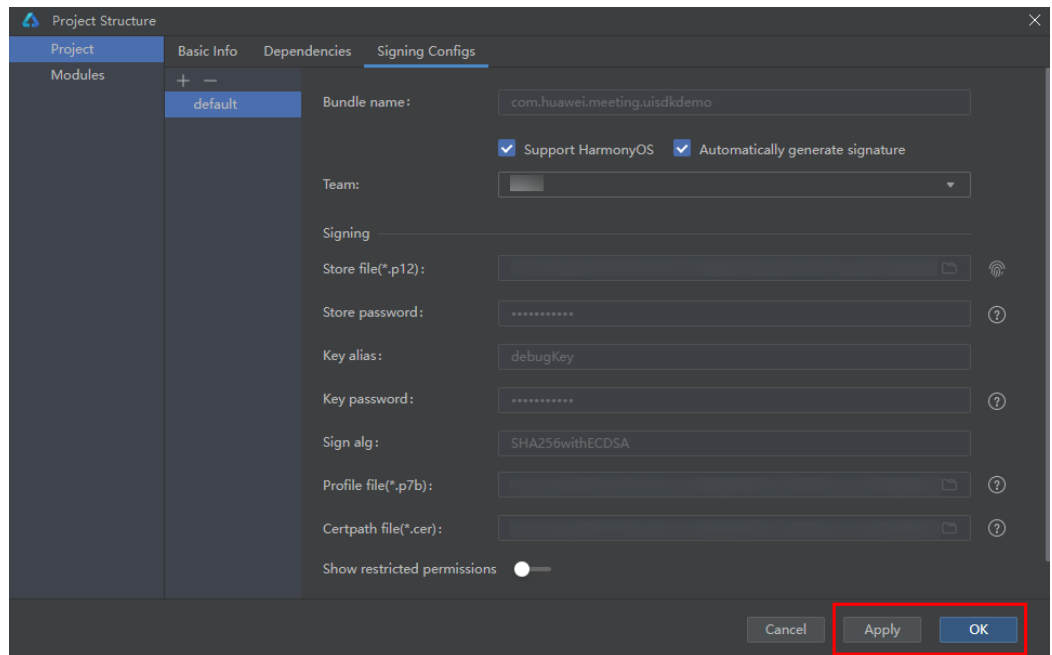 Project Structure
Project
Modules
Basic Info Dependencies Signing Configs
default
Bundle name: com.huawei.meeting.uisdkdemo
Support HarmonyOS Automatically generate signature
Team:
Signing
Store file(*.p12):
Store password: •••••••••••
Key alias: debugKey
Key password: •••••••••••
Sign alg: SHA256withECDSA
Profile file(*.p7b):
Certpath file(*.cer):
Show restricted permissions
Cancel Apply OK